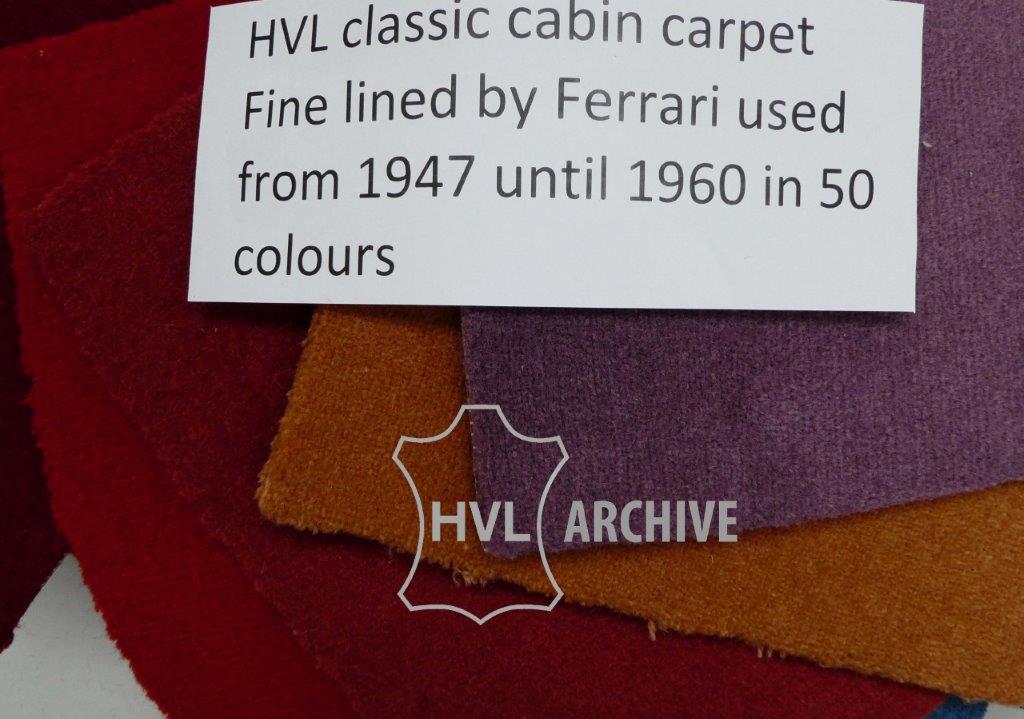 HVL classic cabin carpet
Fine lined by Ferrari used
from 1947 until 1960 in 50
colours
HVL ARCHIVE